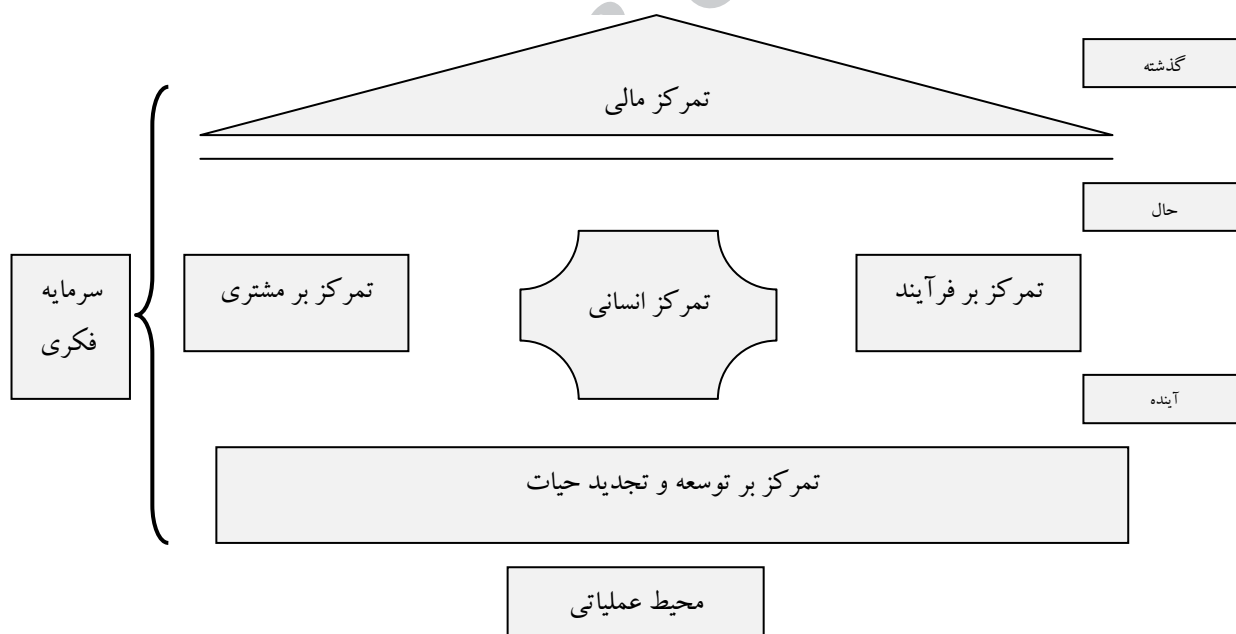 گذشته
تمرکز مالی
حال
تمرکز بر فرآیند
تمرکز انسانی
تمرکز بر مشتری
سرمایه
فکری
آینده
تمرکز بر توسعه و تجدید حیات
محیط عملیاتی